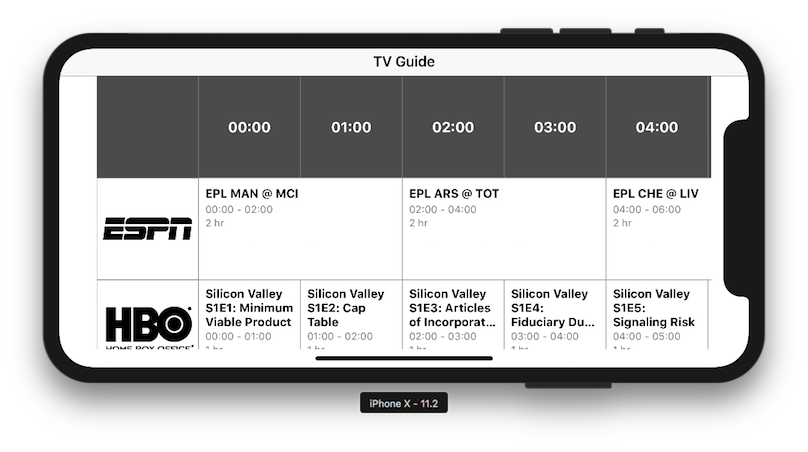 TV Guide
00:00 01:00 02:00 03:00 04:00
ESPN
EPL MAN @ MCI
00:00 - 02:00
2 hr
EPL ARS @ TOT
02:00 - 04:00
2 hr
EPL CHE @ LIV
04:00 - 06:00
2 hr
HBO
HOME BOX OFFICE
Silicon Valley
S1E1: Minimum
Viable Product
00:00 - 01:00
1 hr
Silicon Valley
S1E2: Cap
Table
01:00 - 02:00
1 hr
Silicon Valley
S1E3: Articles
of Incorporat...
02:00 - 03:00
1 hr
Silicon Valley
S1E4:
Fiduciary Du...
03:00 - 04:00
1 hr
Silicon Valley
S1E5:
Signaling Risk
04:00 - 05:00
1 hr
iPhone X - 11.2